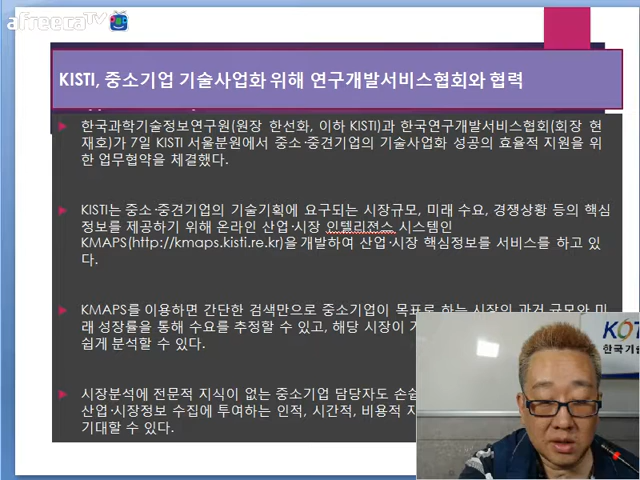 afreecaTV
KISTI, 중소기업 기술사업화 위해 연구개발서비스협회와 협력
한국과학기술정보연구원(원장 한선화, 이하 KISTI)과 한국연구개발서비스협회(회장 현
재호)가 7일 KISTI 서울분원에서 중소·중견기업의 기술사업화 성공의 효율적 지원을 위
한 업무협약을 체결했다.
KISTI는 중소·중견기업의 기술기획에 요구되는 시장규모, 미래 수요, 경쟁상황 등의 핵심
정보를 제공하기 위해 온라인 산업·시장 인텔리젼스 시스템인
KMAPS(http://kmaps.kisti.re.kr)을 개발하여 산업·시장 핵심정보를 서비스를 하고 있
다.
KMAPS를 이용하면 간단한 검색만으로 중소기업이 목표로 하는 시장의 과거 규모와 미
래 성장률을 통해 수요를 추정할 수 있고, 해당 시장이
쉽게 분석할 수 있다.
시장분석에 전문적 지식이 없는 중소기업 담당자도
산업·시장정보 수집에 투여하는 인적, 시간적, 비용적
기대할 수 있다.
한국기술